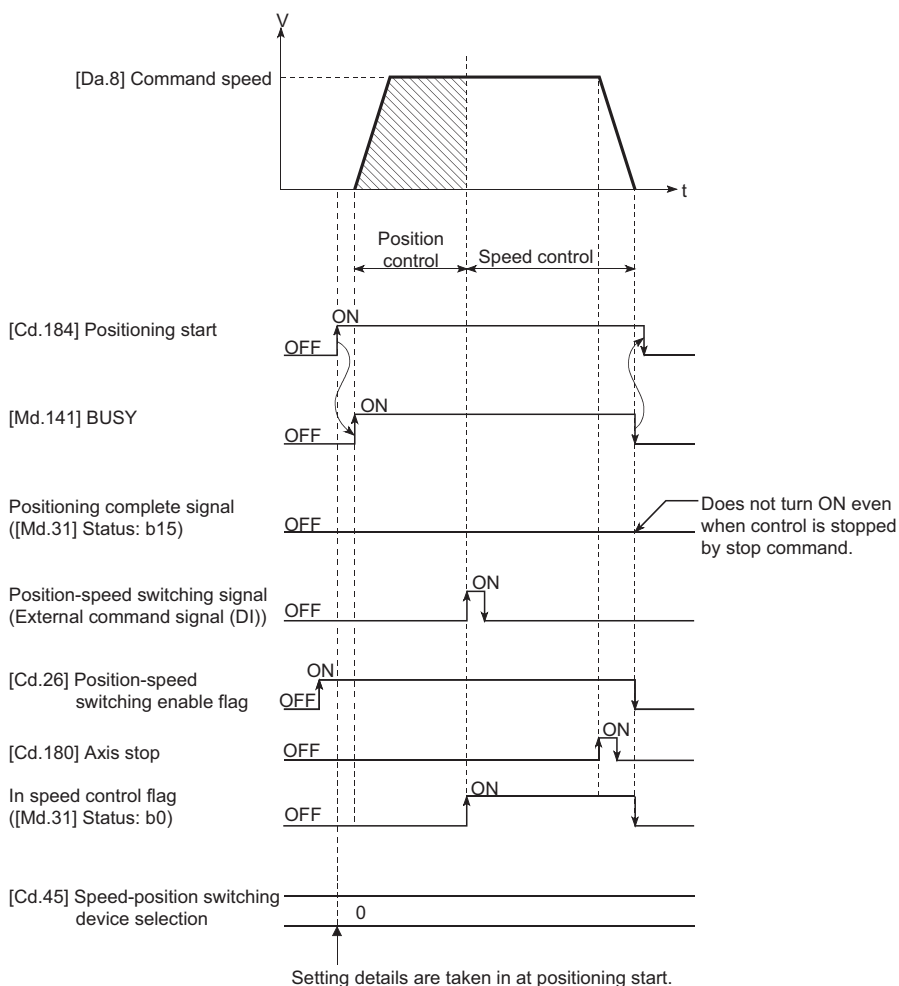 V
[Da.8] Command speed
t
Position
control
Speed control
[Cd.184] Positioning start
ON
OFF
[Md.141] BUSY
ON
OFF
Positioning complete signal
([Md.31] Status: b15)
OFF
Does not turn ON even
when control is stopped
by stop command.
Position-speed switching signal
(External command signal (DI))
ON
OFF
[Cd.26] Position-speed
switching enable flag
ON
OFF
[Cd.180] Axis stop
OFF
ON
In speed control flag
([Md.31] Status: b0)
ON
OFF
[Cd.45] Speed-position switching
device selection
0
Setting details are taken in at positioning start.